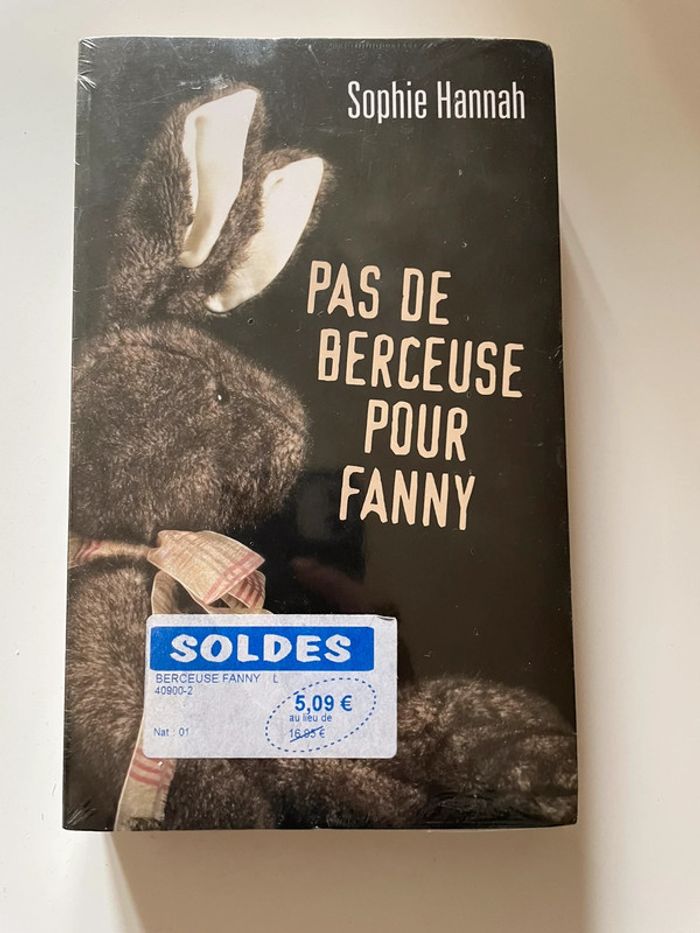 Sophie Hannah
PAS DE
BERCEUSE
POUR
FANNY
SOLDES
BERCEUSE FANNY L
40900-2
5,09 €
au lieu de
Nat : 01
16.95 €